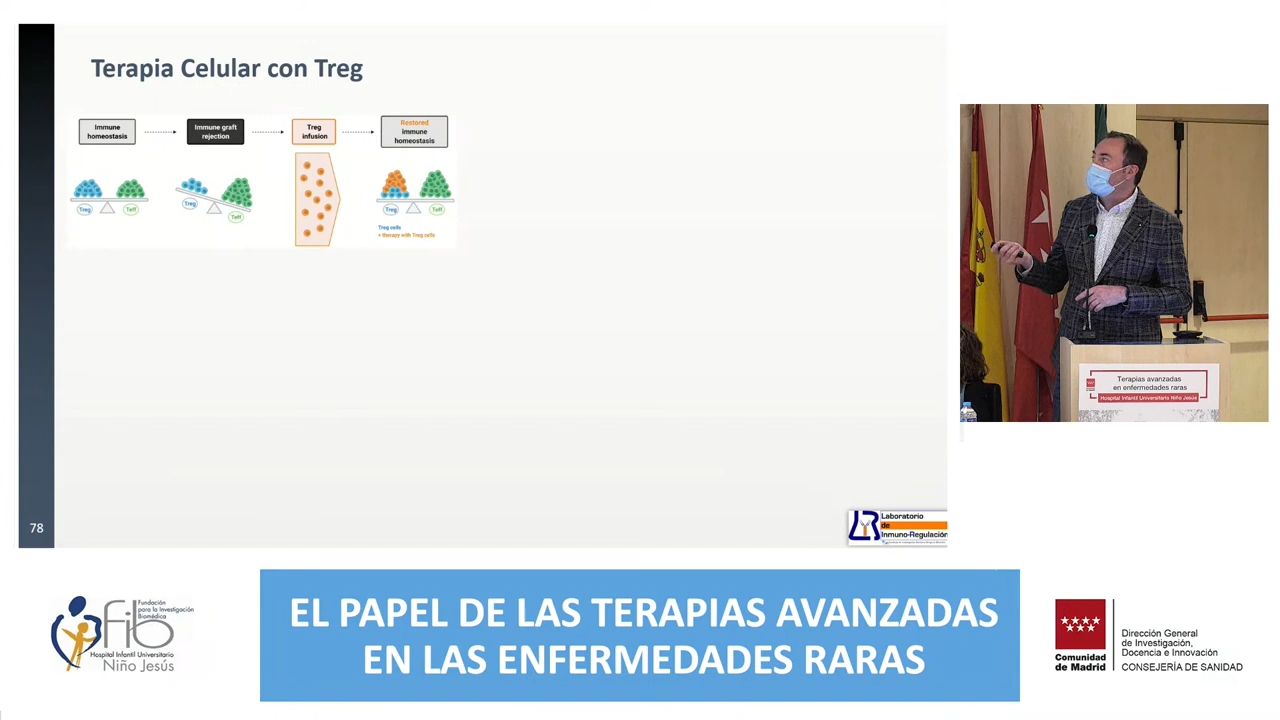 Terapia Celular con Treg
Immune
homeostasis
Immune graft
rejection
Treg
infusion
Restored
immune
homeostasis
Treg
Teff
Treg
Teff
Treg
Teff
Treg cells
+ therapy with Treg cells
78
Laboratorio
de
Inmuno-Regulación
Terapias avanzadas
en enfermedades raras
Hospital Infantil Universitario Niño Jesús
fib
Fundación
para la Investigación
Biomédica
Hospital Infantil Universitario
Niño Jesús
EL PAPEL DE LAS TERAPIAS AVANZADAS
EN LAS ENFERMEDADES RARAS
Comunidad
de Madrid
Dirección General
de Investigación,
Docencia e Innovación
CONSEJERÍA DE SANIDAD